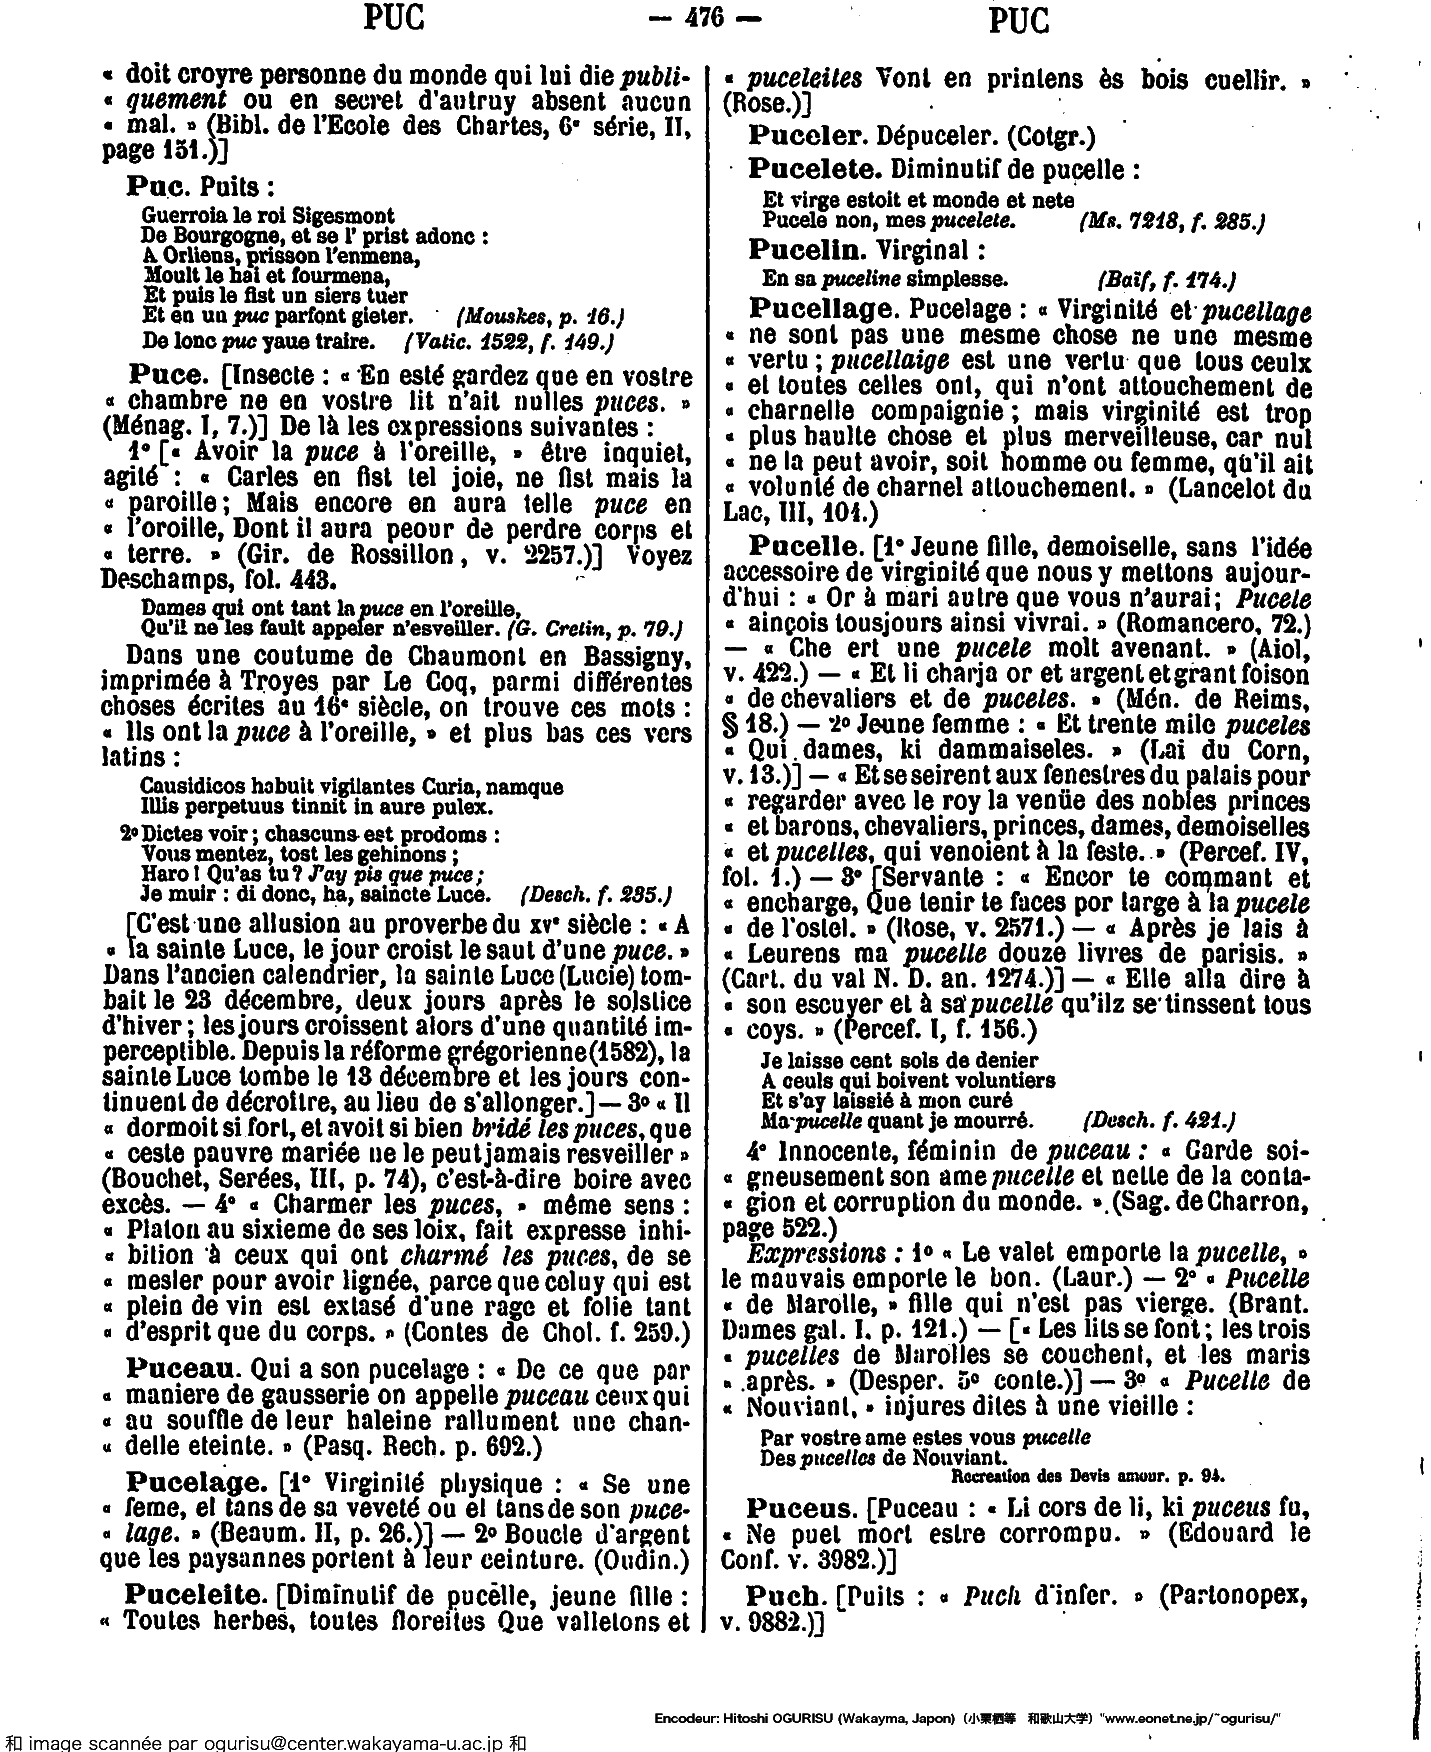 PUC — 476 — PUC
« doit croyre personne du monde qui lui die publi-
« quement ou en secret d'autruy absent aucun
« mal. » (Bibl. de l'Ecole des Chartes, 6e série, II,
page 151.)]
Puc. Puits :
Guerroia le roi Sigesmont
De Bourgogne, et se l' prist adonc :
A Orliens, prisson l'enmena,
Moult le hai et fourmena,
Et puis le fist un siers tuer
Et en un puc parfont gieter. (Mouskes, p. 16.)
De lonc puc yaue traire. (Vatic. 1522, f. 149.)
Puce. [Insecte : « En esté gardez que en vostre
« chambre ne en vostre lit n'ait nulles puces. »
(Ménag. I, 7.)] De là les expressions suivantes :
1o [« Avoir la puce à l'oreille, » être inquiet,
agité : « Carles en fist tel joie, ne fist mais la
« paroille ; Mais encore en aura telle puce en
« l'oroille, Dont il aura peour de perdre corps et
« terre. » (Gir. de Rossillon, v. 2257.)] Voyez
Deschamps, fol. 443.
Dames qui ont tant la puce en l'oreille,
Qu'il ne les fault appeler n'esveiller. (G. Cretin, p. 79.)
Dans une coutume de Chaumont en Bassigny,
imprimée à Troyes par Le Coq, parmi différentes
choses écrites au 16e siècle, on trouve ces mots :
« Ils ont la puce à l'oreille, » et plus bas ces vers
latins :
Causidicos habuit vigilantes Curia, namque
Illis perpetuus tinnit in aure pulex.
2o Dictes voir ; chascuns est prodoms :
Vous mentez, tost les gehinons ;
Haro ! Qu'as tu ? J'ay pis que puce ;
Je muir : di donc, ha, saincte Luce. (Desch. f. 235.)
[C'est une allusion au proverbe du xve siècle : « A
« la sainte Luce, le jour croist le saut d'une puce. »
Dans l'ancien calendrier, la sainte Luce (Lucie) tom-
bait le 23 décembre, deux jours après le solstice
d'hiver ; les jours croissent alors d'une quantité im-
perceptible. Depuis la réforme grégorienne (1582), la
sainte Luce tombe le 13 décembre et les jours con-
tinuent de décroitre, au lieu de s'allonger.] — 3o « Il
« dormoit si fort, et avoit si bien bridé les puces, que
« ceste pauvre mariée ne le peut jamais resveiller »
(Bouchet, Serées, III, p. 74), c'est-à-dire boire avec
excès. — 4o « Charmer les puces, » même sens :
« Platon au sixieme de ses loix, fait expresse inhi-
« bition à ceux qui ont charmé les puces, de se
« mesler pour avoir lignée, parce que celuy qui est
« plein de vin est extasé d'une rage et folie tant
« d'esprit que du corps. » (Contes de Chol. f. 259.)
Puceau. Qui a son pucelage : « De ce que par
« maniere de gausserie on appelle puceau ceux qui
« au souffle de leur haleine rallument une chan-
« delle eteinte. » (Pasq. Rech. p. 692.)
Pucelage. [1o Virginité physique : « Se une
« feme, el tans de sa veveté ou el tans de son puce-
« lage. » (Beaum. II, p. 26.)] — 2o Boucle d'argent
que les paysannes portent à leur ceinture. (Oudin.)
Puceleite. [Diminutif de pucelle, jeune fille :
« Toutes herbes, toutes floreites Que valletons et
« puceleites Vont en printens ès bois cuellir. »
(Rose.)]
Puceler. Dépuceler. (Cotgr.)
Pucelete. Diminutif de pucelle :
Et virge estoit et monde et nete
Pucele non, mes pucelete. (Ms. 7218, f. 285.)
Pucelin. Virginal :
En sa puceline simplesse. (Baïf, f. 174.)
Pucellage. Pucelage : « Virginité et pucellage
« ne sont pas une mesme chose ne une mesme
« vertu ; pucellaige est une vertu que tous ceulx
« et toutes celles ont, qui n'ont attouchement de
« charnelle compaignie ; mais virginité est trop
« plus haulte chose et plus merveilleuse, car nul
« ne la peut avoir, soit homme ou femme, qu'il ait
« volunté de charnel attouchement. » (Lancelot du
Lac, III, 101.)
Pucelle. [1o Jeune fille, demoiselle, sans l'idée
accessoire de virginité que nous y mettons aujour-
d'hui : « Or à mari autre que vous n'aurai ; Pucele
« ainçois tousjours ainsi vivrai. » (Romancero, 72.)
— « Che ert une pucele molt avenant. » (Aiol,
v. 422.) — « Et li charja or et argent et grant foison
« de chevaliers et de puceles. » (Mén. de Reims,
§ 18.) — 2o Jeune femme : « Et trente mile puceles
« Qui dames, ki dammaiseles. » (Lai du Corn,
v. 13.)] — « Et se seirent aux fenestres du palais pour
« regarder avec le roy la venüe des nobles princes
« et barons, chevaliers, princes, dames, demoiselles
« et pucelles, qui venoient à la feste. » (Percef. IV,
fol. 1.) — 3o [Servante : « Encor te commant et
« encharge, Que tenir te faces por large à la pucele
« de l'ostel. » (Rose, v. 2571.) — « Après je lais à
« Leurens ma pucelle douze livres de parisis. »
(Cart. du val N. D. an. 1274.)] — « Elle alla dire à
« son escuyer et à sa pucelle qu'ilz se tinssent tous
« coys. » (Percef. I, f. 156.)
Je laisse cent sols de denier
A ceuls qui boivent voluntiers
Et s'ay laissié à mon curé
Ma pucelle quant je mourré. (Desch. f. 421.)
4o Innocente, féminin de puceau : « Garde soi-
« gneusement son ame pucelle et nette de la conta-
« gion et corruption du monde. » (Sag. de Charron,
page 522.)
Expressions : 1o « Le valet emporte la pucelle, »
le mauvais emporte le bon. (Laur.) — 2o « Pucelle
« de Marolle, » fille qui n'est pas vierge. (Brant.
Dames gal. I, p. 121.) — [« Les lits se font ; les trois
« pucelles de Marolles se couchent, et les maris
« après. » (Desper. 5o conte.)] — 3o « Pucelle de
« Nouviant, » injures dites à une vieille :
Par vostre ame estes vous pucelle
Des pucelles de Nouviant.
Recreation des Devis amour. p. 94.
Puceus. [Puceau : « Li cors de li, ki puceus fu,
« Ne puet mort estre corrompu. » (Edouard le
Conf. v. 3982.)]
Puch. [Puits : « Puch d'infer. » (Partonopex,
v. 9882.)]
Encodeur: Hitoshi OGURISU (Wakayma, Japon) (小栗栖等 和歌山大学) "www.eonet.ne.jp/~ogurisu/"
和 image scannée par ogurisu@center.wakayama-u.ac.jp 和